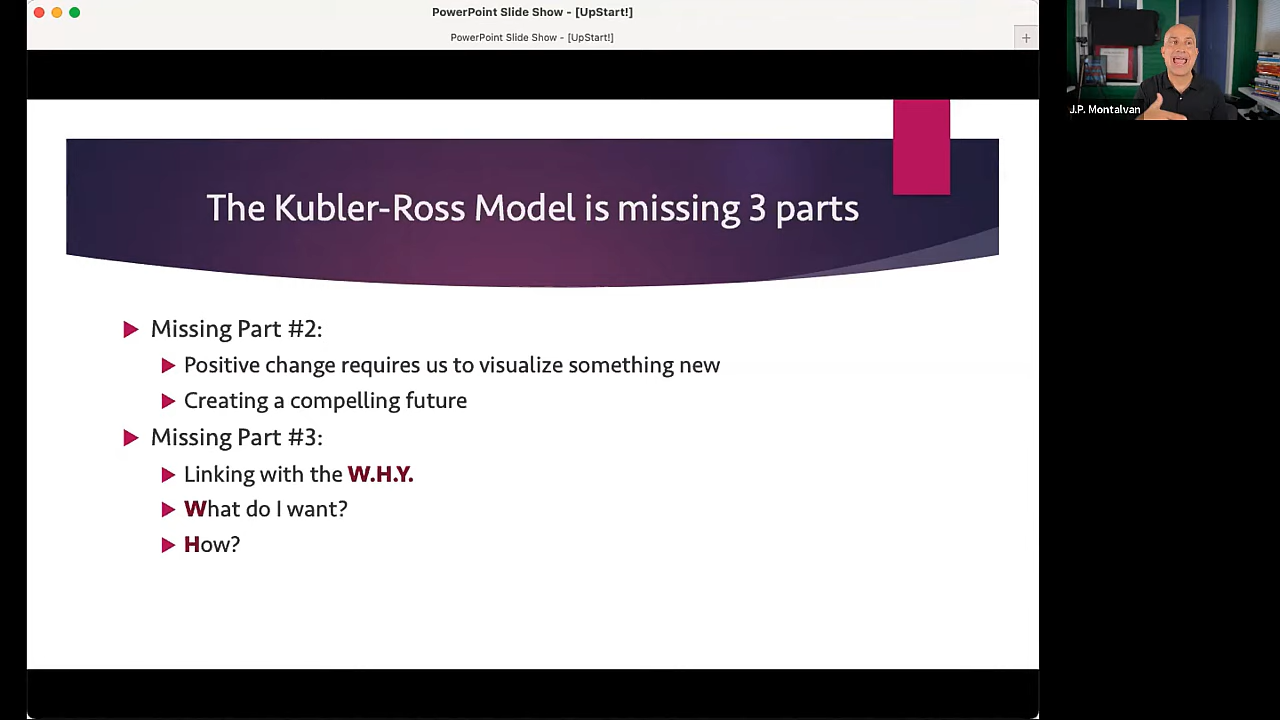 PowerPoint Slide Show - [UpStart!]
PowerPoint Slide Show - [UpStart!]
J.P. Montalvan
The Kubler-Ross Model is missing 3 parts
Missing Part #2:
Positive change requires us to visualize something new
Creating a compelling future
Missing Part #3:
Linking with the W.H.Y.
What do I want?
How?